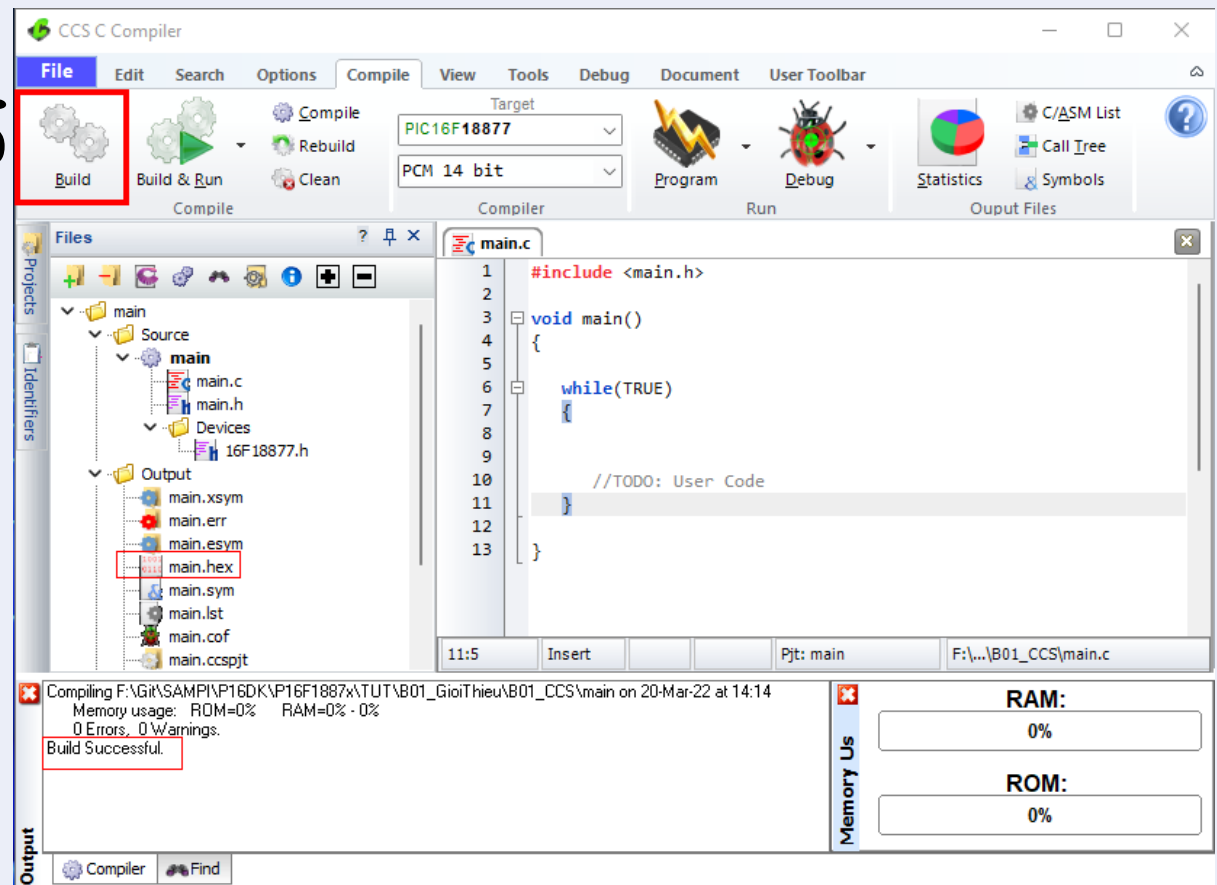 CCS C Compiler
File Edit Search Options Compile View Tools Debug Document User Toolbar
Build
Build & Run
Compile
Rebuild
Clean
Compile
Target
PIC16F18877
PCM 14 bit
Compiler
Program
Debug
Run
Statistics
C/ASM List
Call Tree
Symbols
Ouput Files
Projects
Identifiers
Files
main
Source
main
main.c
main.h
Devices
16F18877.h
Output
main.xsym
main.err
main.esym
main.hex
main.sym
main.lst
main.cof
main.ccspjt
main.c
1 #include <main.h>
2
3 void main()
4 {
5
6 while(TRUE)
7 {
8
9
10 //TODO: User Code
11 }
12
13 }
11:5 Insert Pjt: main F:\...\B01_CCS\main.c
Compiling F:\Git\SAMPI\P16DK\P16F1887x\TUT\B01_GioiThieu\B01_CCS\main on 20-Mar-22 at 14:14
Memory usage: ROM=0% RAM=0% - 0%
0 Errors, 0 Warnings.
Build Successful.
Output
Compiler Find
Memory Us
RAM:
0%
ROM:
0%